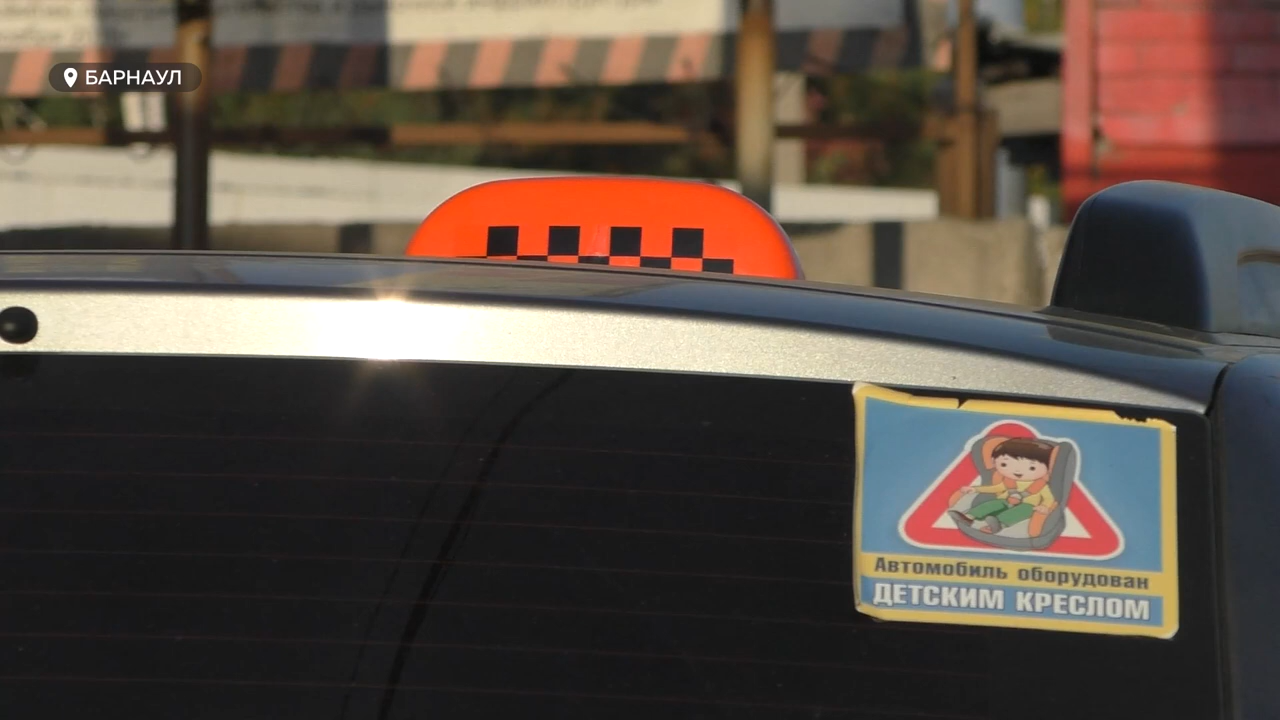 БАРНАУЛ
Автомобиль оборудован
ДЕТСКИМ КРЕСЛОМ